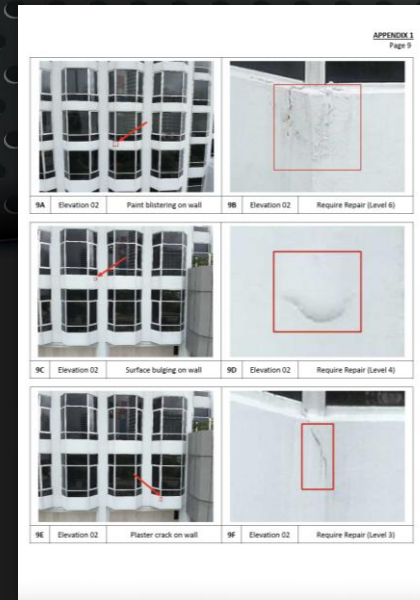 APPENDIX 1
Page 9
9A Elevation 02 Paint blistering on wall 9B Elevation 02 Require Repair (Level 6)
9C Elevation 02 Surface bulging on wall 9D Elevation 02 Require Repair (Level 4)
9E Elevation 02 Plaster crack on wall 9F Elevation 02 Require Repair (Level 3)